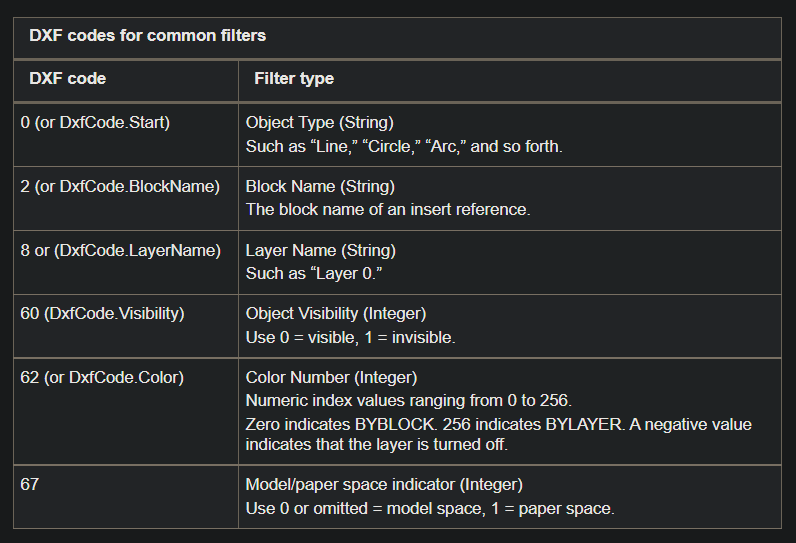 DXF codes for common filters
DXF code
Filter type
0 (or DxfCode.Start)
Object Type (String)
Such as “Line,” “Circle,” “Arc,” and so forth.
2 (or DxfCode.BlockName)
Block Name (String)
The block name of an insert reference.
8 or (DxfCode.LayerName)
Layer Name (String)
Such as “Layer 0.”
60 (DxfCode.Visibility)
Object Visibility (Integer)
Use 0 = visible, 1 = invisible.
62 (or DxfCode.Color)
Color Number (Integer)
Numeric index values ranging from 0 to 256.
Zero indicates BYBLOCK. 256 indicates BYLAYER. A negative value
indicates that the layer is turned off.
67
Model/paper space indicator (Integer)
Use 0 or omitted = model space, 1 = paper space.